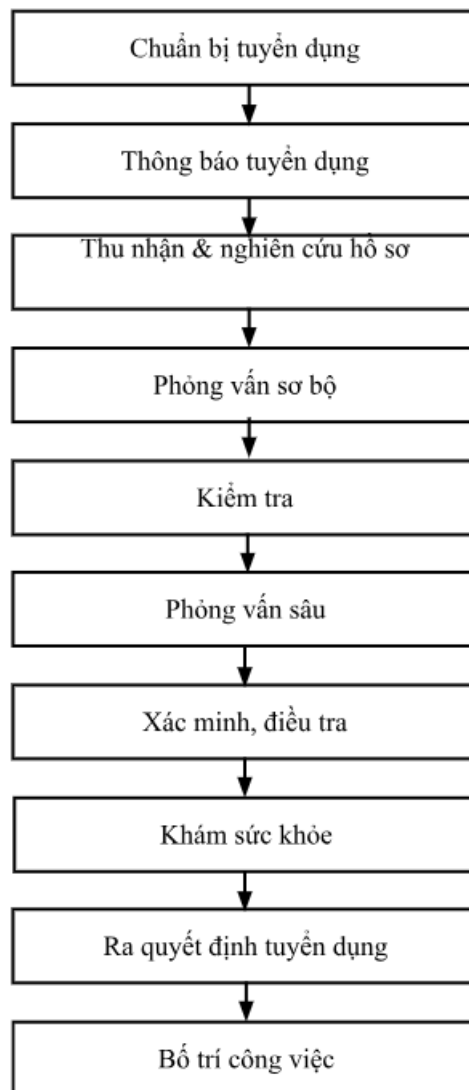 Chuẩn bị tuyển dụng
Thông báo tuyển dụng
Thu nhận & nghiên cứu hồ sơ
Phỏng vấn sơ bộ
Kiểm tra
Phỏng vấn sâu
Xác minh, điều tra
Khám sức khỏe
Ra quyết định tuyển dụng
Bố trí công việc